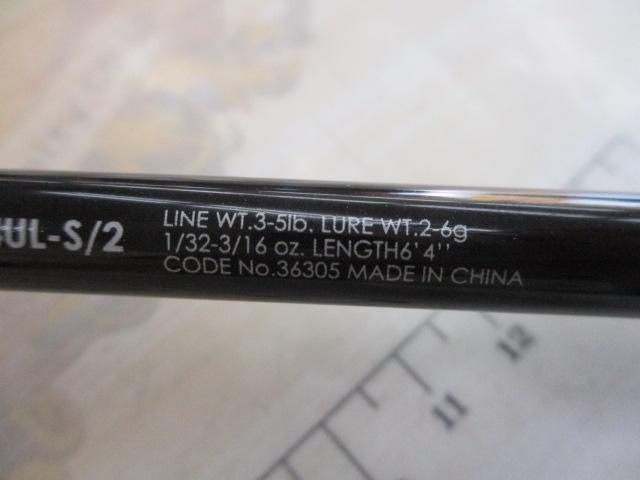 UL-S/2
LINE WT.3-5lb. LURE WT.2-6g
1/32-3/16 oz. LENGTH6'4''
CODE No.36305 MADE IN CHINA
11
12